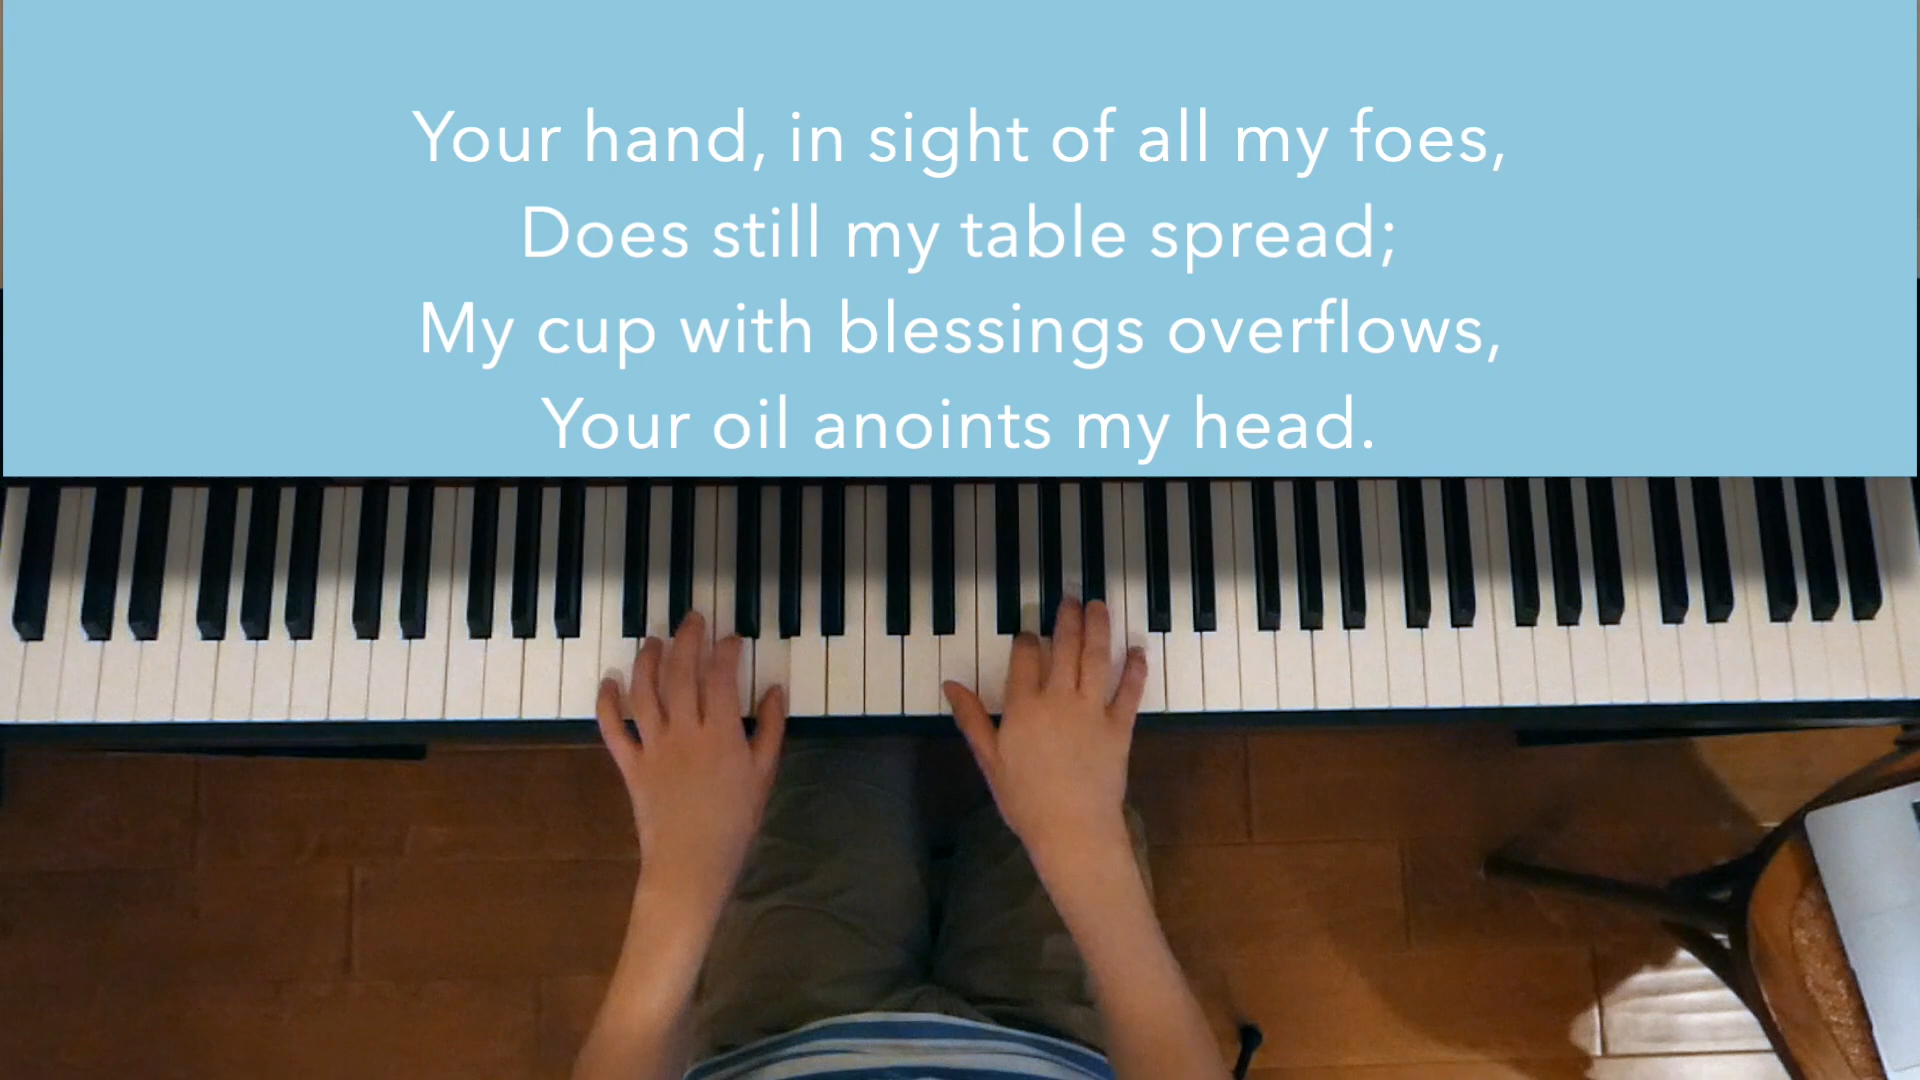 Your hand, in sight of all my foes,
Does still my table spread;
My cup with blessings overflows,
Your oil anoints my head.